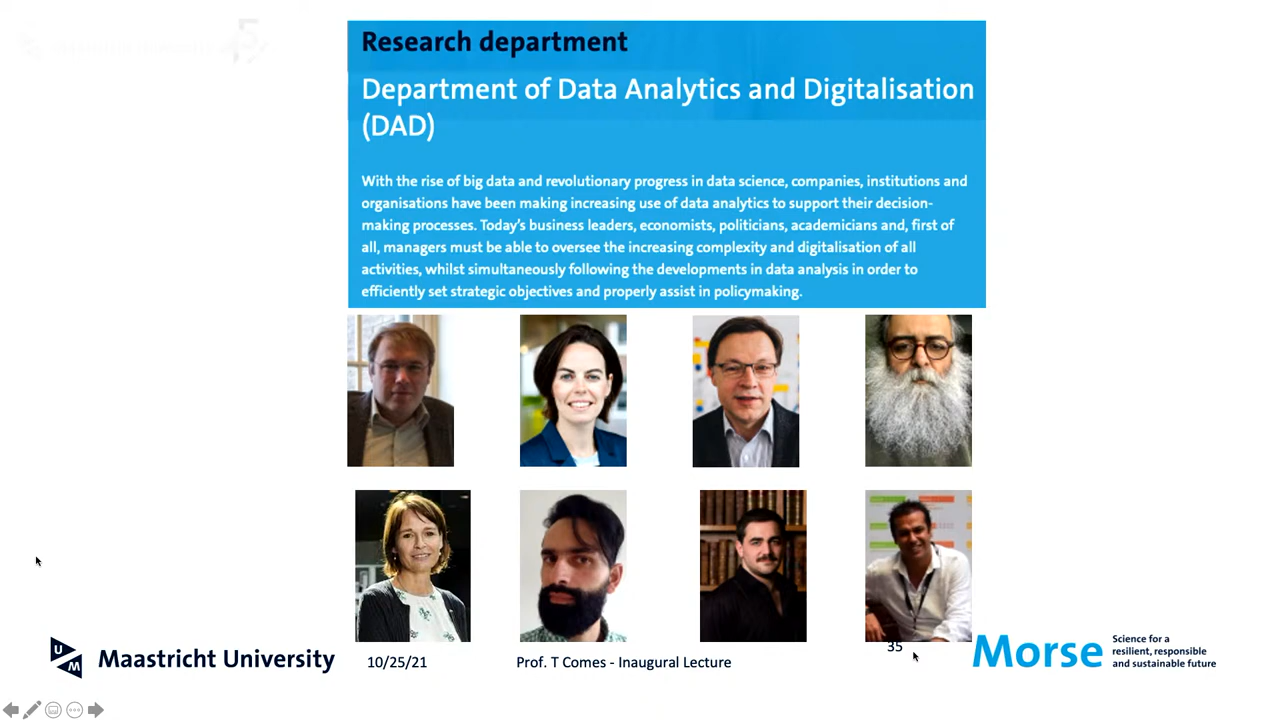 Research department
Department of Data Analytics and Digitalisation
(DAD)
With the rise of big data and revolutionary progress in data science, companies, institutions and
organisations have been making increasing use of data analytics to support their decision-
making processes. Today's business leaders, economists, politicians, academicians and, first of
all, managers must be able to oversee the increasing complexity and digitalisation of all
activities, whilst simultaneously following the developments in data analysis in order to
efficiently set strategic objectives and properly assist in policymaking.
UM Maastricht University
10/25/21
Prof. T Comes - Inaugural Lecture
35
Morse
Science for a
resilient, responsible
and sustainable future